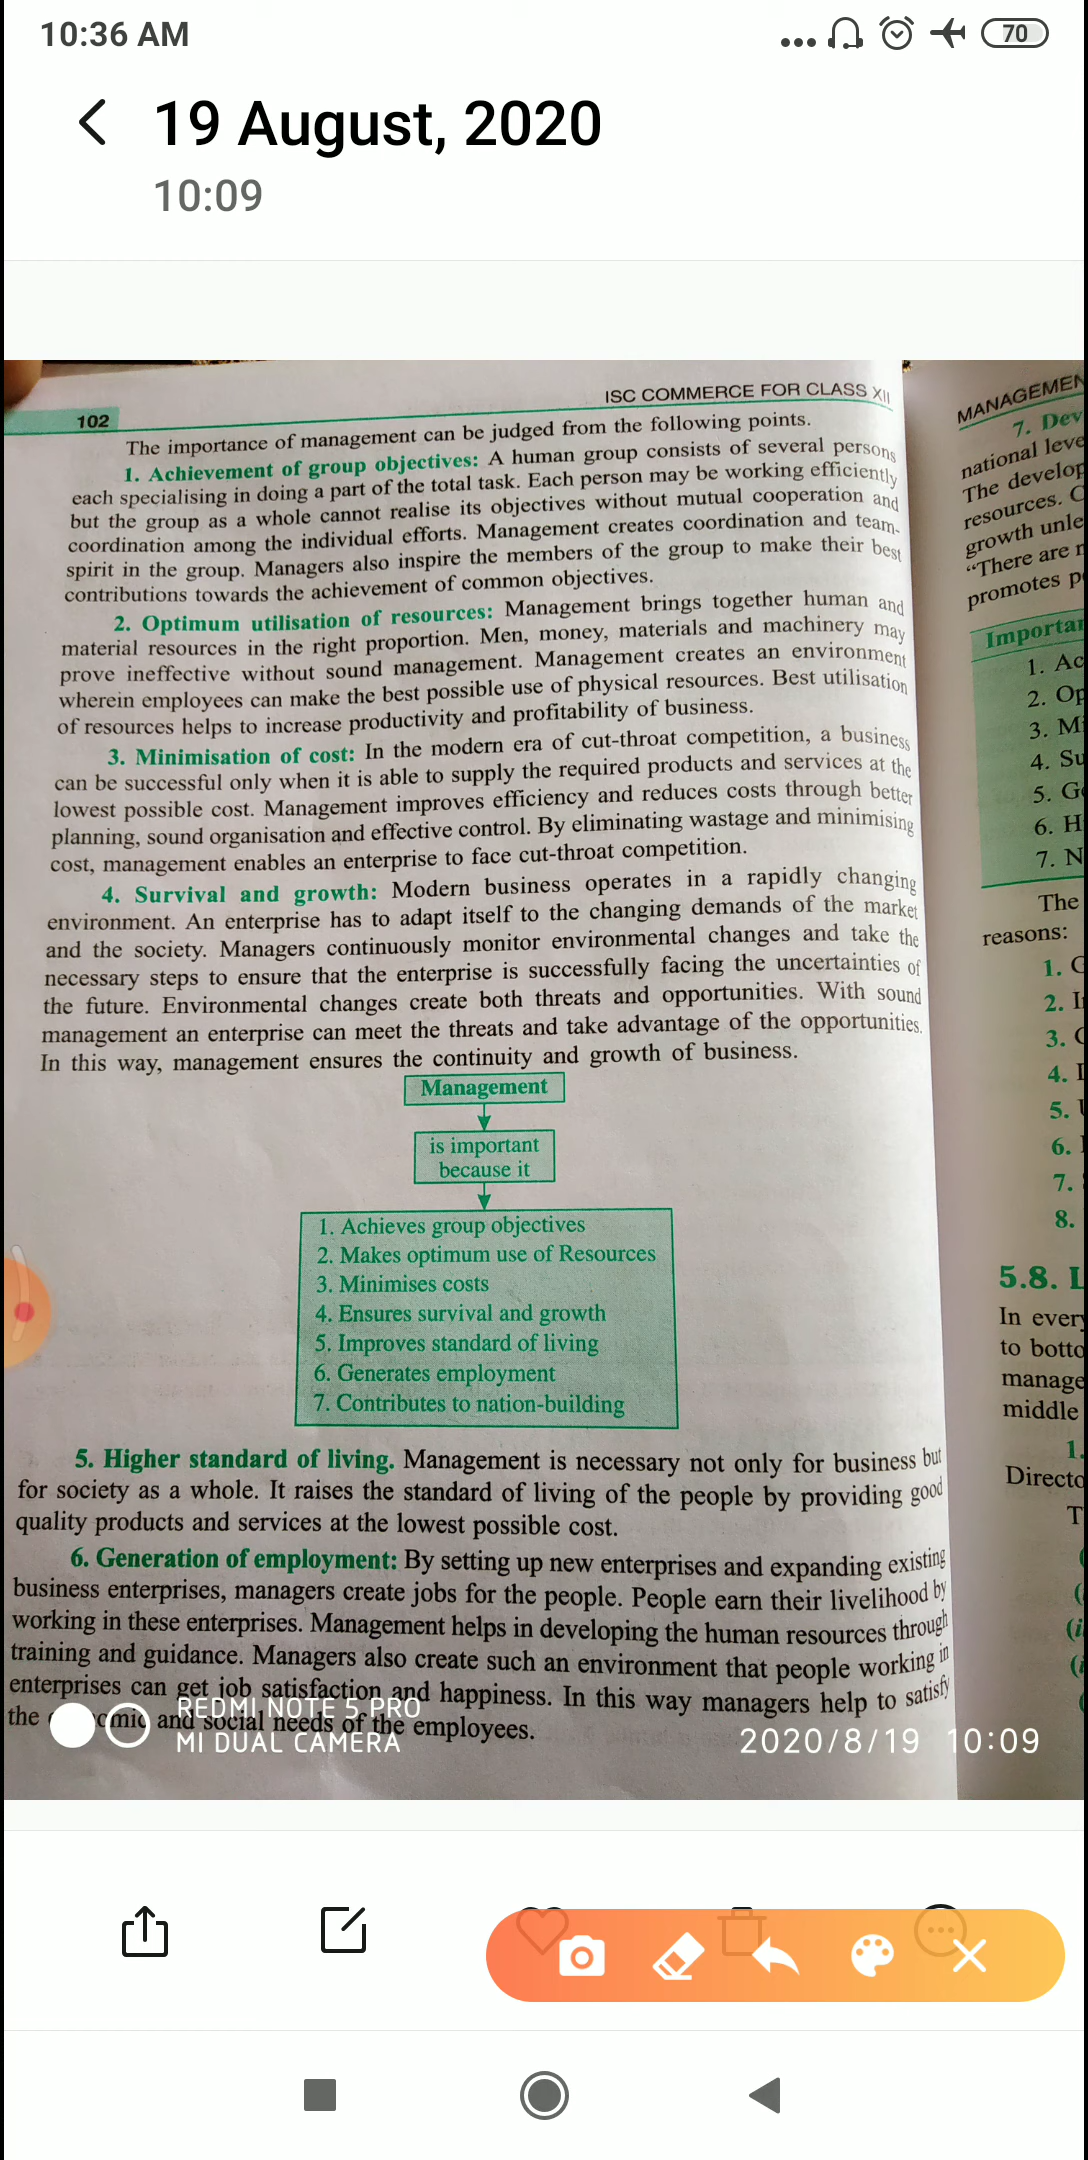 10:36 AM
70
19 August, 2020
10:09
102
ISC COMMERCE FOR CLASS XII
The importance of management can be judged from the following points.
1. Achievement of group objectives: A human group consists of several persons
each specialising in doing a part of the total task. Each person may be working efficiently
but the group as a whole cannot realise its objectives without mutual cooperation and
coordination among the individual efforts. Management creates coordination and team-
spirit in the group. Managers also inspire the members of the group to make their best
contributions towards the achievement of common objectives.
2. Optimum utilisation of resources: Management brings together human and
material resources in the right proportion. Men, money, materials and machinery may
prove ineffective without sound management. Management creates an environment
wherein employees can make the best possible use of physical resources. Best utilisation
of resources helps to increase productivity and profitability of business.
3. Minimisation of cost: In the modern era of cut-throat competition, a business
can be successful only when it is able to supply the required products and services at the
lowest possible cost. Management improves efficiency and reduces costs through better
planning, sound organisation and effective control. By eliminating wastage and minimising
cost, management enables an enterprise to face cut-throat competition.
4. Survival and growth: Modern business operates in a rapidly changing
environment. An enterprise has to adapt itself to the changing demands of the market
and the society. Managers continuously monitor environmental changes and take the
necessary steps to ensure that the enterprise is successfully facing the uncertainties of
the future. Environmental changes create both threats and opportunities. With sound
management an enterprise can meet the threats and take advantage of the opportunities.
In this way, management ensures the continuity and growth of business.
Management
is important
because it
1. Achieves group objectives
2. Makes optimum use of Resources
3. Minimises costs
4. Ensures survival and growth
5. Improves standard of living
6. Generates employment
7. Contributes to nation-building
5. Higher standard of living. Management is necessary not only for business but
for society as a whole. It raises the standard of living of the people by providing good
quality products and services at the lowest possible cost.
6. Generation of employment: By setting up new enterprises and expanding existing
business enterprises, managers create jobs for the people. People earn their livelihood by
working in these enterprises. Management helps in developing the human resources through
training and guidance. Managers also create such an environment that people working in
enterprises can get job satisfaction and happiness. In this way managers help to satisfy
the and social needs of the employees.
REDMI NOTE 5 PRO
MI DUAL CAMERA
2020/8/19 10:09
7.
national
The
resources.
growth
"There are
promotes
1.
2.
3.
4.
5.
6.
7.
The
reasons:
1.
2.
3.
4.
5.
6.
7.
8.
5.8.
In every
to
middle
1.